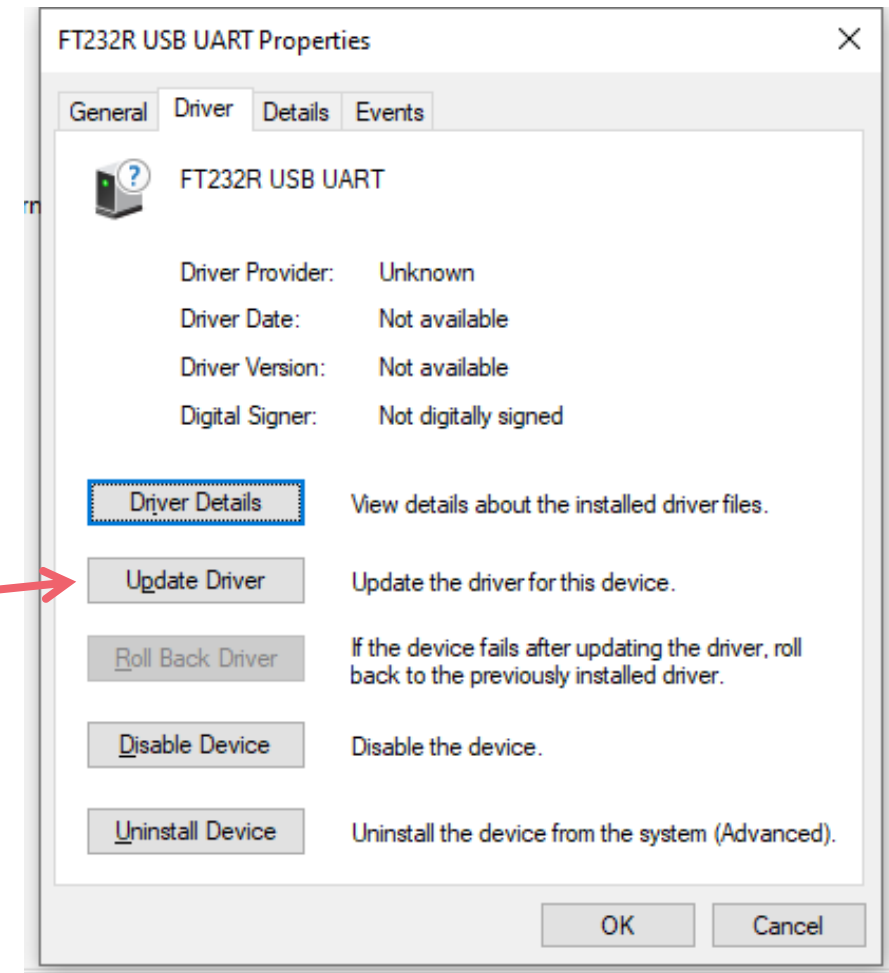 FT232R USB UART Properties
General Driver Details Events
FT232R USB UART
rn
Driver Provider: Unknown
Driver Date: Not available
Driver Version: Not available
Digital Signer: Not digitally signed
Driver Details View details about the installed driver files.
Update Driver Update the driver for this device.
Roll Back Driver If the device fails after updating the driver, roll
back to the previously installed driver.
Disable Device Disable the device.
Uninstall Device Uninstall the device from the system (Advanced).
OK Cancel